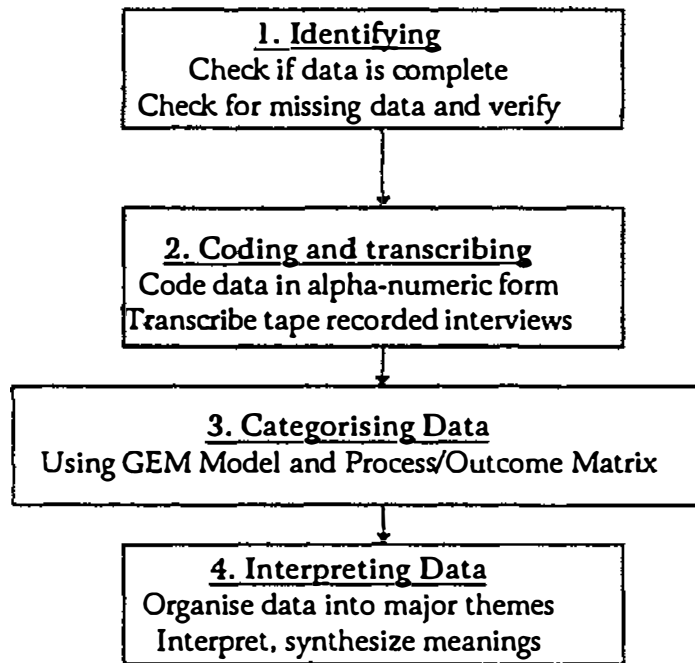 1. Identifying
Check if data is complete
Check for missing data and verify
2. Coding and transcribing
Code data in alpha-numeric form
Transcribe tape recorded interviews
3. Categorising Data
Using GEM Model and Process/Outcome Matrix
4. Interpreting Data
Organise data into major themes
Interpret, synthesize meanings